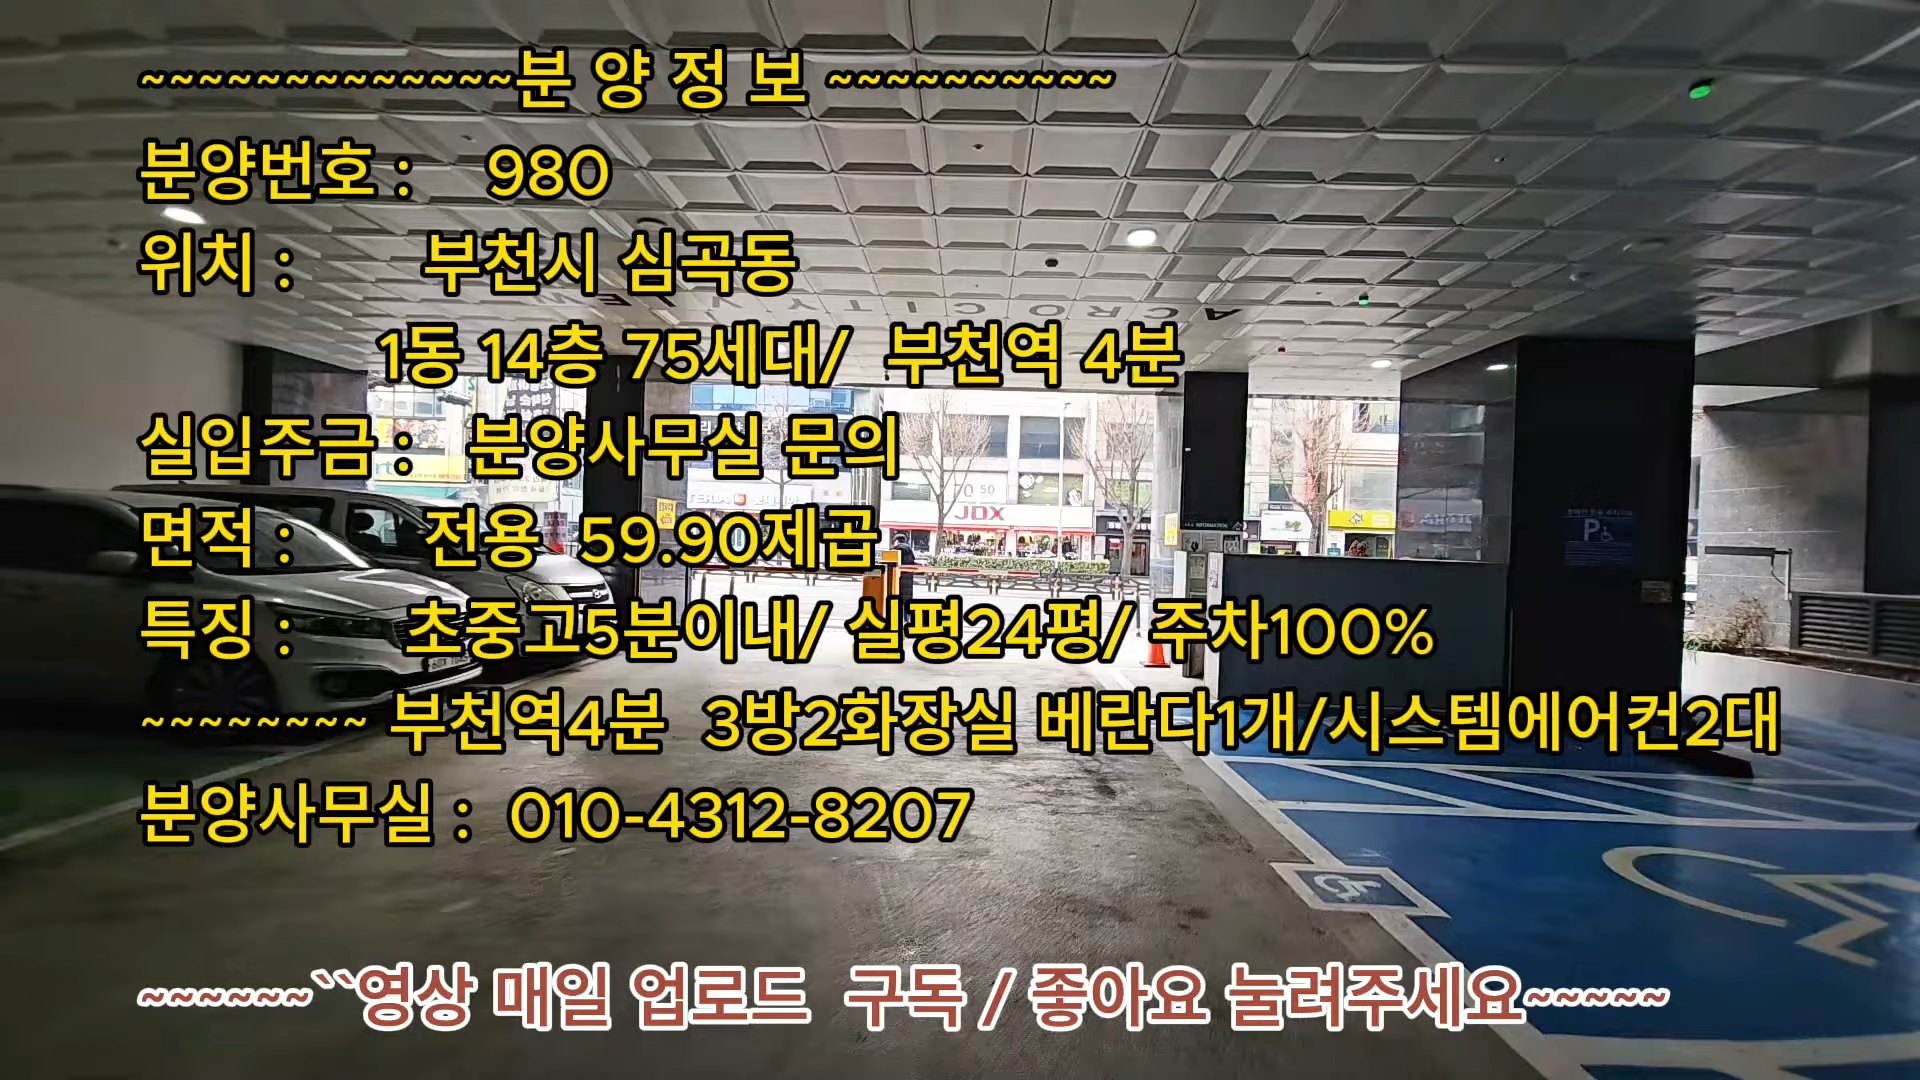 ~~~~~~~~~~~~~분 양 정 보 ~~~~~~~~~~
분양번호 : 980
위치 : 부천시 심곡동
ACROCITY VIEW
1동 14층 75세대/ 부천역 4분
실입주금 : 분양사무실 문의
JDX
면적 : 전용 59.90제곱
INFORMATION
P
특징 : 초중고5분이내/ 실평24평/ 주차100%
~~~~~~~~ 부천역4분 3방2화장실 베란다1개/시스템에어컨2대
분양사무실 : 010-4312-8207
~~~~~~``영상 매일 업로드 구독 / 좋아요 눌려주세요~~~~~